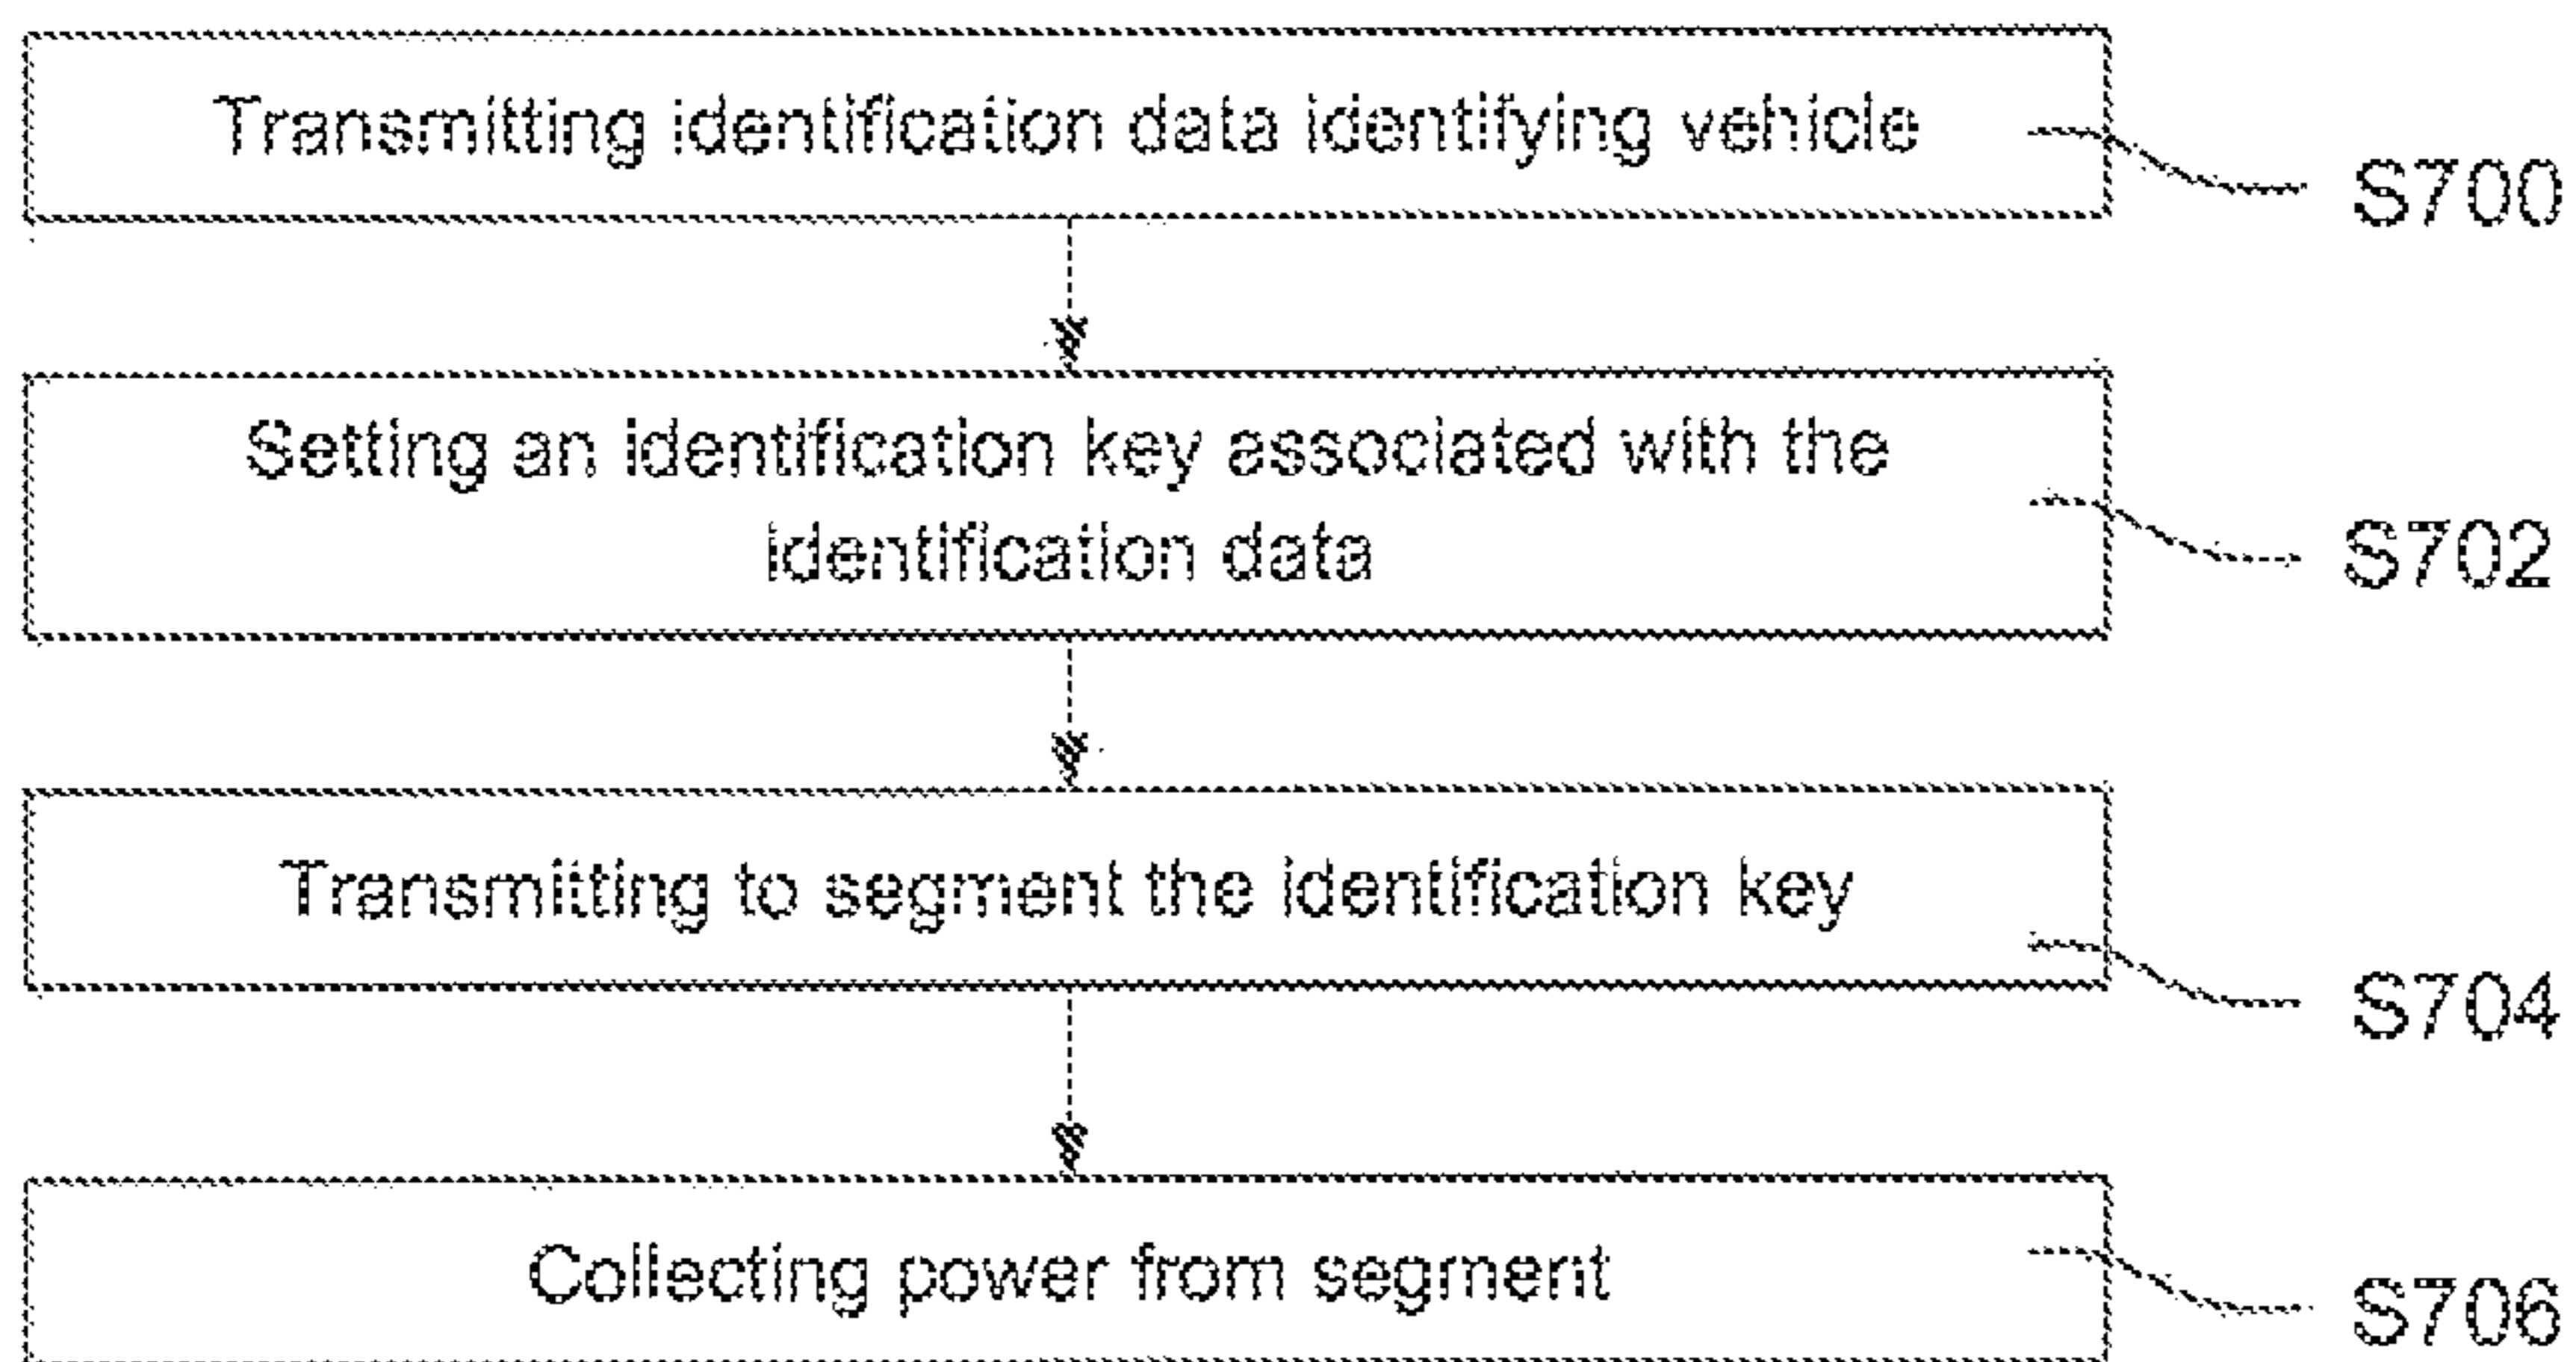 Transmitting identification data identifying vehicle
S700
Setting an identification key associated with the
identification data
S702
Transmitting to segment the identification key
S704
Collecting power from segment
S706